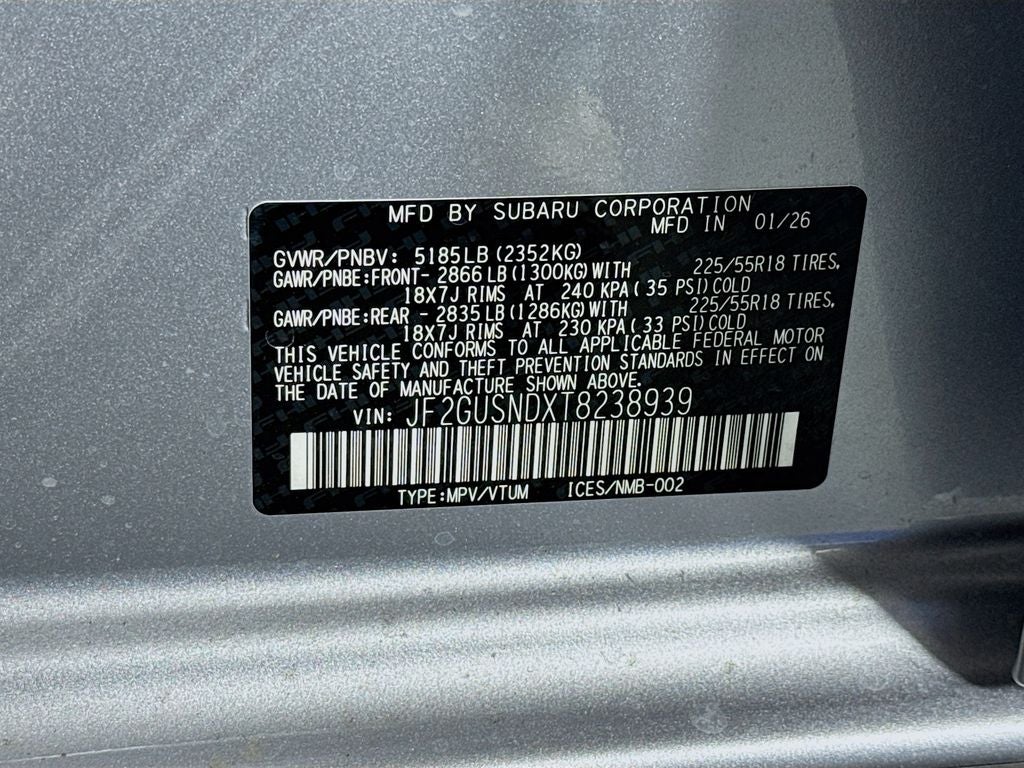 MFD BY SUBARU CORPORATION
MFD IN 01/26
GVWR/PNBV: 5185LB (2352KG)
GAWR/PNBE:FRONT- 2866 LB (1300KG) WITH 225/55R18 TIRES,
18X7J RIMS AT 240 KPA ( 35 PSI) COLD
GAWR/PNBE:REAR - 2835 LB (1286KG) WITH 225/55R18 TIRES,
18X7J RIMS AT 230 KPA ( 33 PSI) COLD
THIS VEHICLE CONFORMS TO ALL APPLICABLE FEDERAL MOTOR
VEHICLE SAFETY AND THEFT PREVENTION STANDARDS IN EFFECT ON
THE DATE OF MANUFACTURE SHOWN ABOVE.
VIN: JF2GUSNDXT8238939
TYPE:MPV/VTUM ICES/NMB-002